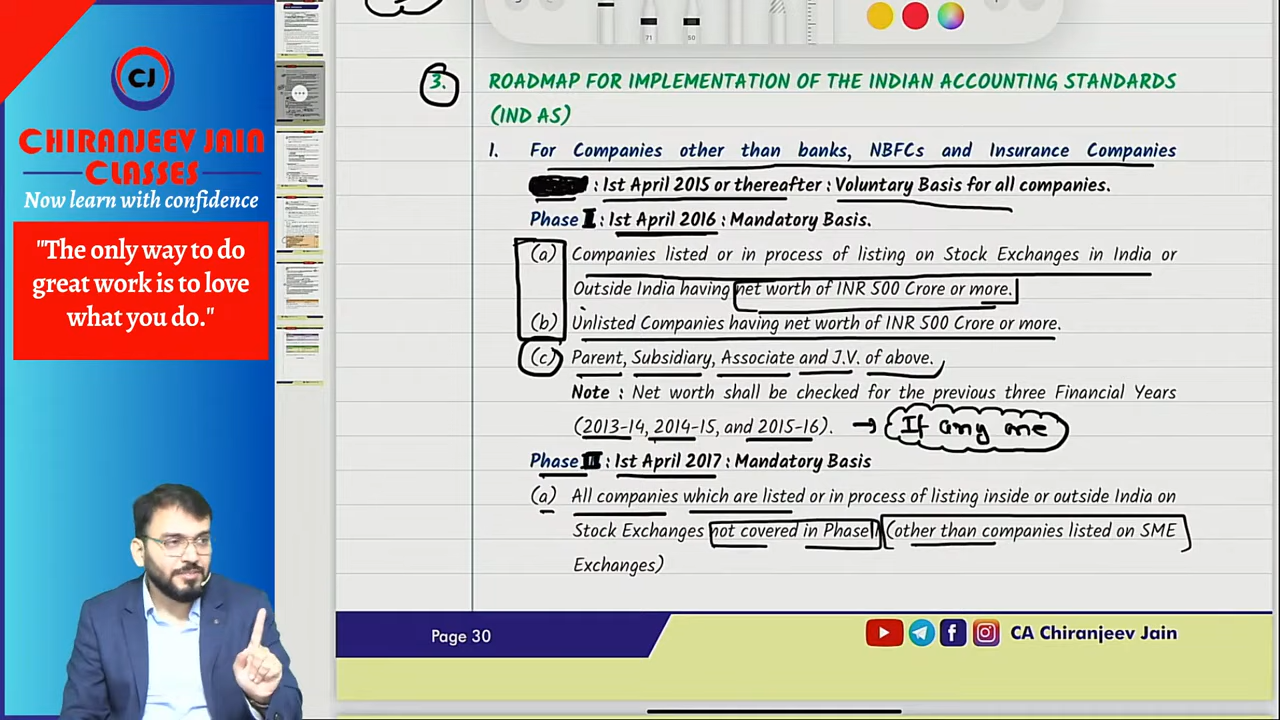 CJ
CHIRANJEEV JAIN
CLASSES
Now learn with confidence
"The only way to do
great work is to love
what you do."
71
50
3. ROADMAP FOR IMPLEMENTATION OF THE INDIAN ACCOUNTING STANDARDS
(IND AS)
For Companies other than Banks, NBFCs and Insurance Companies
: 1st April 2015 or thereafter : Voluntary Basis for all companies.
Phase I : 1st April 2016 : Mandatory Basis
(a) Companies listed or in process of listing on Stock Exchanges in India or
outside India having net worth of INR 500 Crore or more.
(b) Unlisted companies having net worth of INR 500 Crore or more.
(c) Parent, Subsidiary, Associate and J.V. of above.
Note : Net worth shall be checked for the previous three Financial Years
(2013-14, 2014-15, and 2015-16). → If any one
Phase II : 1st April 2017 : Mandatory Basis
(a) All companies which are listed or in process of listing inside or outside India on
Stock Exchanges not covered in Phase I (other than companies listed on SME
Exchanges)
Page 30
CA Chiranjeev Jain